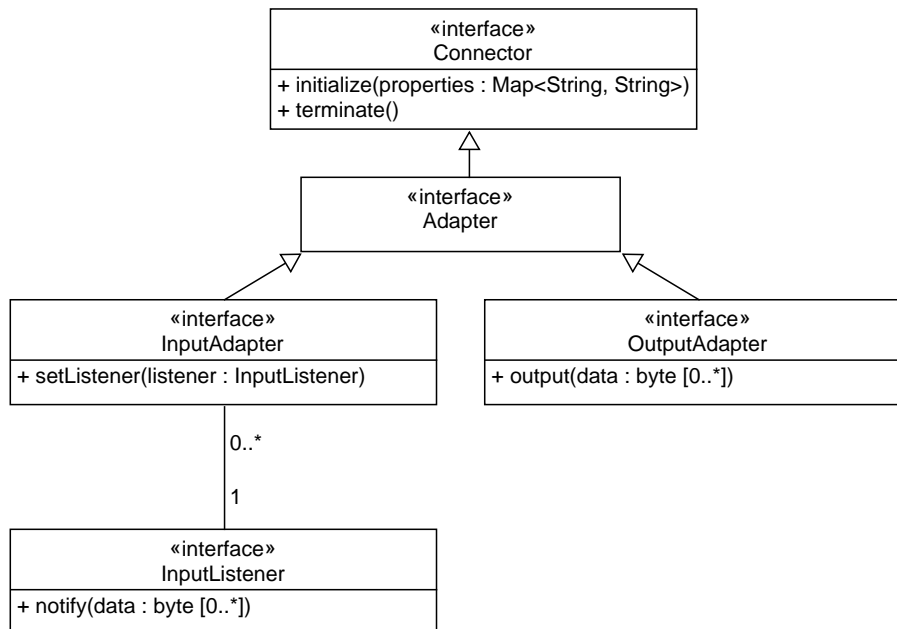 «interface»
Connector
+ initialize(properties : Map<String, String>)
+ terminate()
«interface»
Adapter
«interface»
InputAdapter
+ setListener(listener : InputListener)
«interface»
OutputAdapter
+ output(data : byte [0..*])
0..*
1
«interface»
InputListener
+ notify(data : byte [0..*])